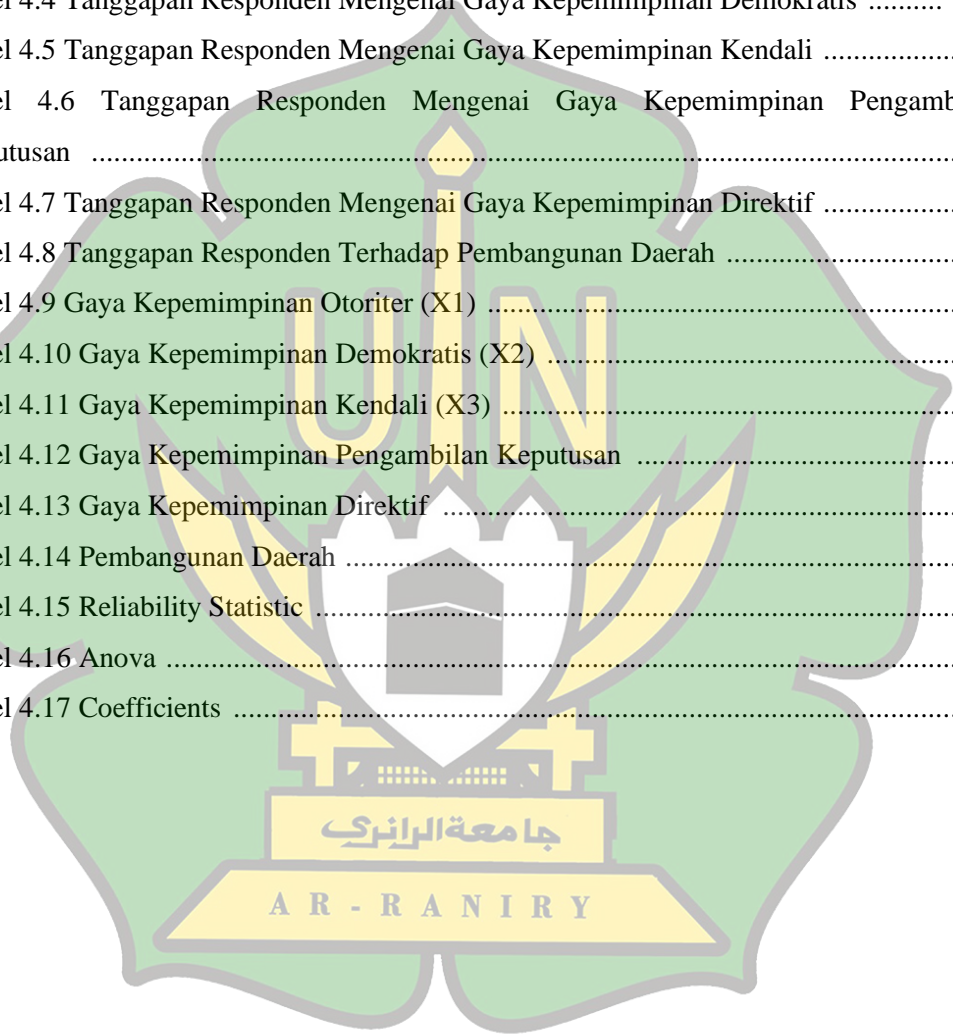 el 4.4 Tanggapan Responden Mengenai Gaya Kepemimpinan Demokratis ..........
el 4.5 Tanggapan Responden Mengenai Gaya Kepemimpinan Kendali ..................
el 4.6 Tanggapan Responden Mengenai Gaya Kepemimpinan Pengamb
utusan ....................................................................................................................
el 4.7 Tanggapan Responden Mengenai Gaya Kepemimpinan Direktif ..................
el 4.8 Tanggapan Responden Terhadap Pembangunan Daerah ...............................
el 4.9 Gaya Kepemimpinan Otoriter (X1) ...............................................................
el 4.10 Gaya Kepemimpinan Demokratis (X2) .......................................................
el 4.11 Gaya Kepemimpinan Kendali (X3) .............................................................
el 4.12 Gaya Kepemimpinan Pengambilan Keputusan ...........................................
el 4.13 Gaya Kepemimpinan Direktif .....................................................................
el 4.14 Pembangunan Daerah ..................................................................................
el 4.15 Reliability Statistic ......................................................................................
el 4.16 Anova ..........................................................................................................
el 4.17 Coefficients .................................................................................................
UIN
جامعة الرانري
AR-RANIRY